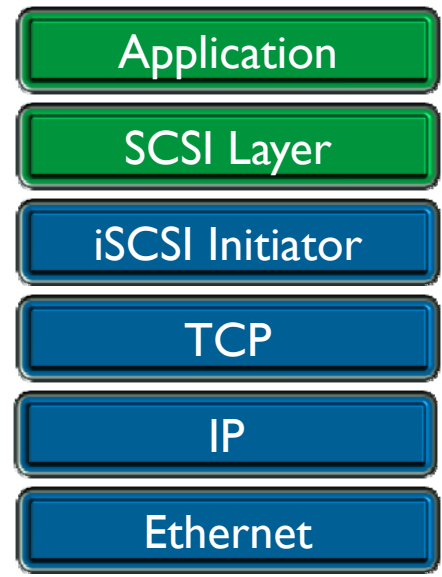 Application
SCSI Layer
iSCSI Initiator
TCP
IP
Ethernet